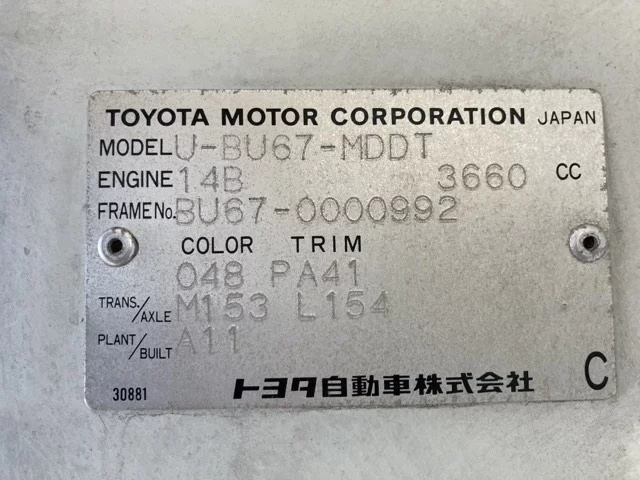 TOYOTA MOTOR CORPORATION JAPAN
MODEL U-BU67-MDDT
ENGINE 14B 3660 CC
FRAME No. BU67-0000992
COLOR TRIM
048 PA41
TRANS./AXLE M153 L154
PLANT/BUILT A11
30881 トヨタ自動車株式会社 C